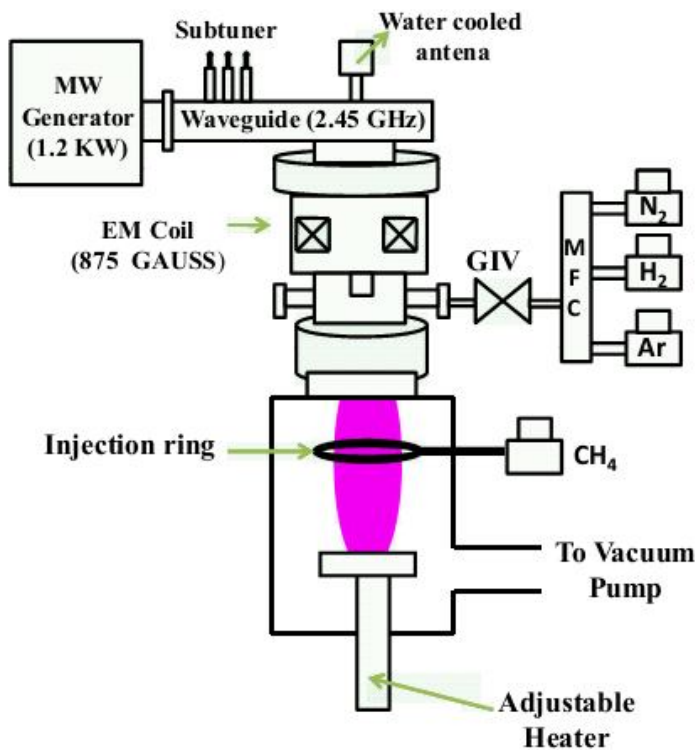 Subtuner
Water cooled
antena
MW
Generator
(1.2 KW)
Waveguide (2.45 GHz)
EM Coil
(875 GAUSS)
GIV
M
F
C
N₂
H₂
Ar
Injection ring
CH₄
To Vacuum
Pump
Adjustable
Heater